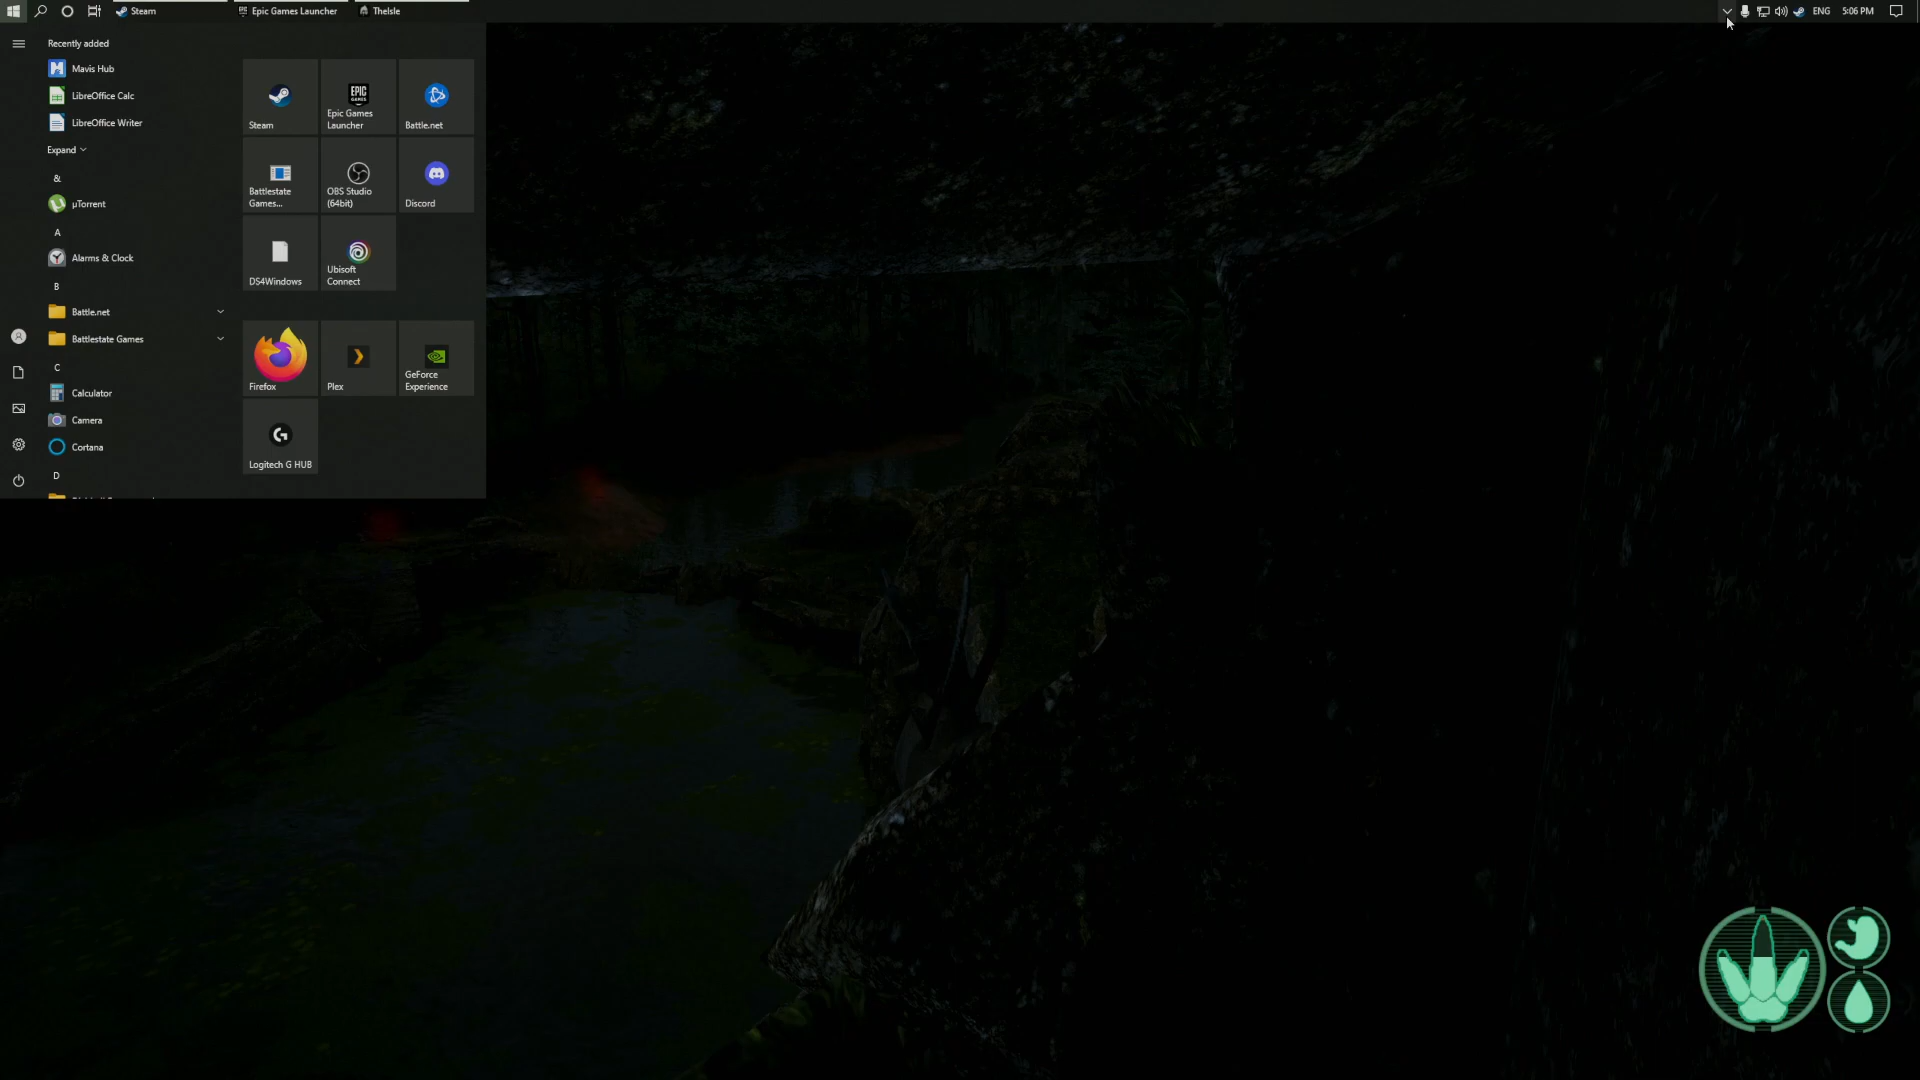 Steam
Epic Games Launcher
TheIsle
ENG
5:06 PM
Recently added
Mavis Hub
LibreOffice Calc
LibreOffice Writer
Expand
&
µTorrent
A
Alarms & Clock
B
Battle.net
Battlestate Games
C
Calculator
Camera
Cortana
D
Steam
EPIC
GAMES
Epic Games
Launcher
Battle.net
Battlestate
Games...
OBS Studio
(64bit)
Discord
DS4Windows
Ubisoft
Connect
Firefox
Plex
GeForce
Experience
Logitech G HUB